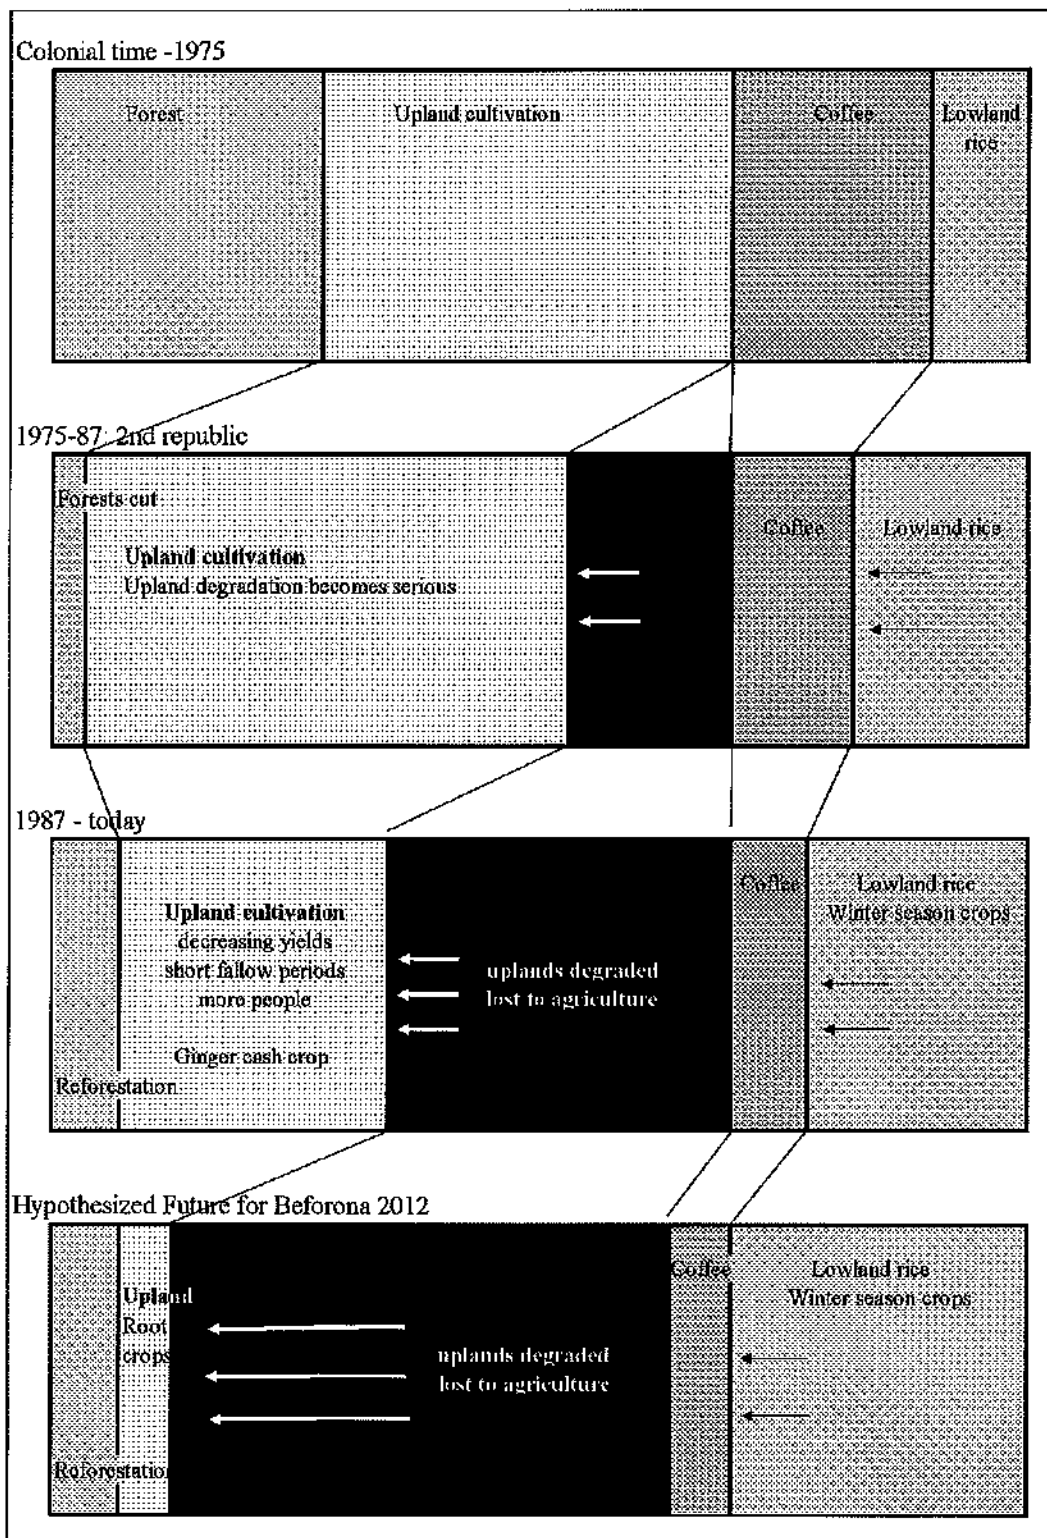 Colonial time -1975
Forest
Upland cultivation
Coffee
Lowland
rice
1975-87: 2nd republic
Forests cut
Upland cultivation
Upland degradation becomes serious
Coffee
Lowland rice
1987 - today
Upland cultivation
decreasing yields
short fallow periods
more people
Ginger cash crop
Reforestation
uplands degraded
lost to agriculture
Coffee
Lowland rice
Winter season crops
Hypothesized Future for Beforona 2012
Upland
Root
crops
Reforestation
uplands degraded
lost to agriculture
Coffee
Lowland rice
Winter season crops